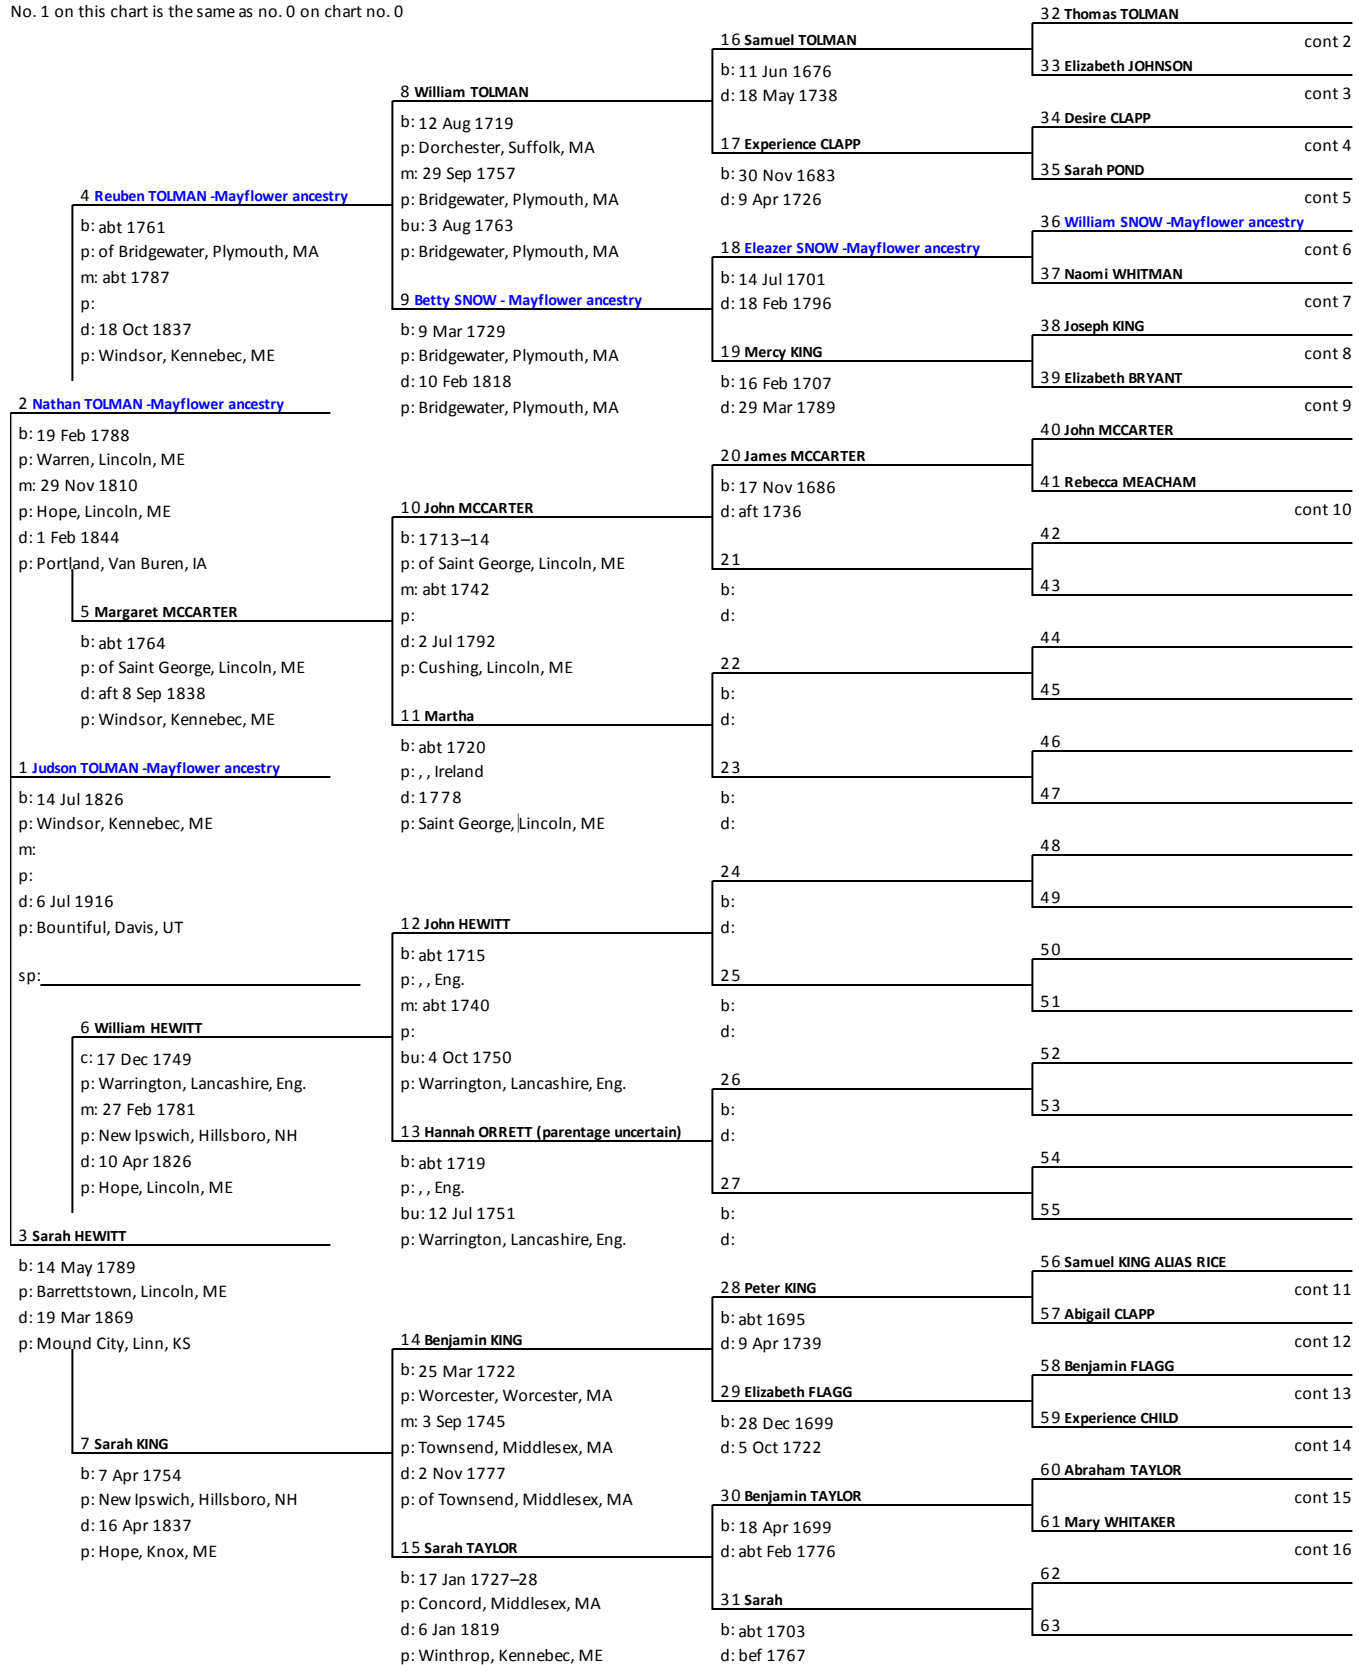 No. 1 on this chart is the same as no. 0 on chart no. 0
1 Judson TOLMAN -Mayflower ancestry
b: 14 Jul 1826
p: Windsor, Kennebec, ME
m:
p:
d: 6 Jul 1916
p: Bountiful, Davis, UT
sp:
2 Nathan TOLMAN -Mayflower ancestry
b: 19 Feb 1788
p: Warren, Lincoln, ME
m: 29 Nov 1810
p: Hope, Lincoln, ME
d: 1 Feb 1844
p: Portland, Van Buren, IA
3 Sarah HEWITT
b: 14 May 1789
p: Barrettstown, Lincoln, ME
d: 19 Mar 1869
p: Mound City, Linn, KS
4 Reuben TOLMAN -Mayflower ancestry
b: abt 1761
p: of Bridgewater, Plymouth, MA
m: abt 1787
p:
d: 18 Oct 1837
p: Windsor, Kennebec, ME
5 Margaret MCCARTER
b: abt 1764
p: of Saint George, Lincoln, ME
d: aft 8 Sep 1838
p: Windsor, Kennebec, ME
6 William HEWITT
c: 17 Dec 1749
p: Warrington, Lancashire, Eng.
m: 27 Feb 1781
p: New Ipswich, Hillsboro, NH
d: 10 Apr 1826
p: Hope, Lincoln, ME
7 Sarah KING
b: 7 Apr 1754
p: New Ipswich, Hillsboro, NH
d: 16 Apr 1837
p: Hope, Knox, ME
8 William TOLMAN
b: 12 Aug 1719
p: Dorchester, Suffolk, MA
m: 29 Sep 1757
p: Bridgewater, Plymouth, MA
bu: 3 Aug 1763
p: Bridgewater, Plymouth, MA
9 Betty SNOW - Mayflower ancestry
b: 9 Mar 1729
p: Bridgewater, Plymouth, MA
d: 10 Feb 1818
p: Bridgewater, Plymouth, MA
10 John MCCARTER
b: 1713–14
p: of Saint George, Lincoln, ME
m: abt 1742
p:
d: 2 Jul 1792
p: Cushing, Lincoln, ME
11 Martha
b: abt 1720
p: , , Ireland
d: 1778
p: Saint George, Lincoln, ME
12 John HEWITT
b: abt 1715
p: , , Eng.
m: abt 1740
p:
bu: 4 Oct 1750
p: Warrington, Lancashire, Eng.
13 Hannah ORRETT (parentage uncertain)
b: abt 1719
p: , , Eng.
bu: 12 Jul 1751
p: Warrington, Lancashire, Eng.
14 Benjamin KING
b: 25 Mar 1722
p: Worcester, Worcester, MA
m: 3 Sep 1745
p: Townsend, Middlesex, MA
d: 2 Nov 1777
p: of Townsend, Middlesex, MA
15 Sarah TAYLOR
b: 17 Jan 1727–28
p: Concord, Middlesex, MA
d: 6 Jan 1819
p: Winthrop, Kennebec, ME
16 Samuel TOLMAN
b: 11 Jun 1676
d: 18 May 1738
17 Experience CLAPP
b: 30 Nov 1683
d: 9 Apr 1726
18 Eleazer SNOW -Mayflower ancestry
b: 14 Jul 1701
d: 18 Feb 1796
19 Mercy KING
b: 16 Feb 1707
d: 29 Mar 1789
20 James MCCARTER
b: 17 Nov 1686
d: aft 1736
21
b:
d:
22
b:
d:
23
b:
d:
24
b:
d:
25
b:
d:
26
b:
d:
27
b:
d:
28 Peter KING
b: abt 1695
d: 9 Apr 1739
29 Elizabeth FLAGG
b: 28 Dec 1699
d: 5 Oct 1722
30 Benjamin TAYLOR
b: 18 Apr 1699
d: abt Feb 1776
31 Sarah
b: abt 1703
d: bef 1767
32 Thomas TOLMAN
cont 2
33 Elizabeth JOHNSON
cont 3
34 Desire CLAPP
cont 4
35 Sarah POND
cont 5
36 William SNOW -Mayflower ancestry
cont 6
37 Naomi WHITMAN
cont 7
38 Joseph KING
cont 8
39 Elizabeth BRYANT
cont 9
40 John MCCARTER
41 Rebecca MEACHAM
cont 10
42
43
44
45
46
47
48
49
50
51
52
53
54
55
56 Samuel KING ALIAS RICE
cont 11
57 Abigail CLAPP
cont 12
58 Benjamin FLAGG
cont 13
59 Experience CHILD
cont 14
60 Abraham TAYLOR
cont 15
61 Mary WHITAKER
cont 16
62
63